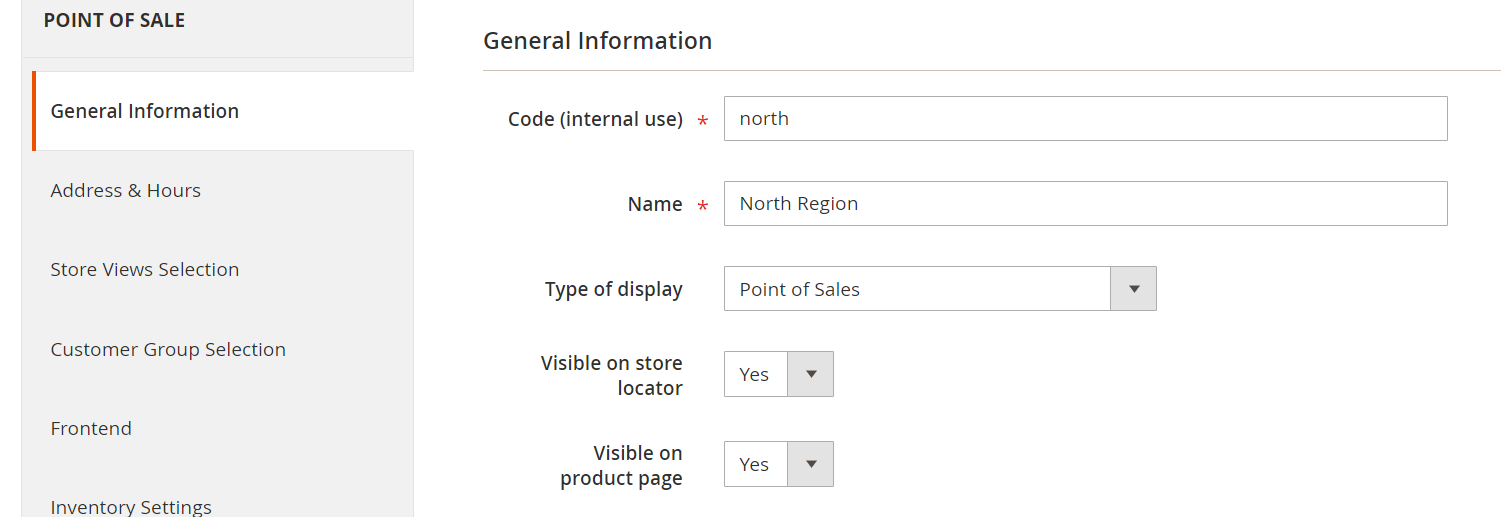 POINT OF SALE
General Information
Address & Hours
Store Views Selection
Customer Group Selection
Frontend
Inventory Settings
General Information
Code (internal use) * north
Name * North Region
Type of display Point of Sales
Visible on store
locator Yes
Visible on
product page Yes